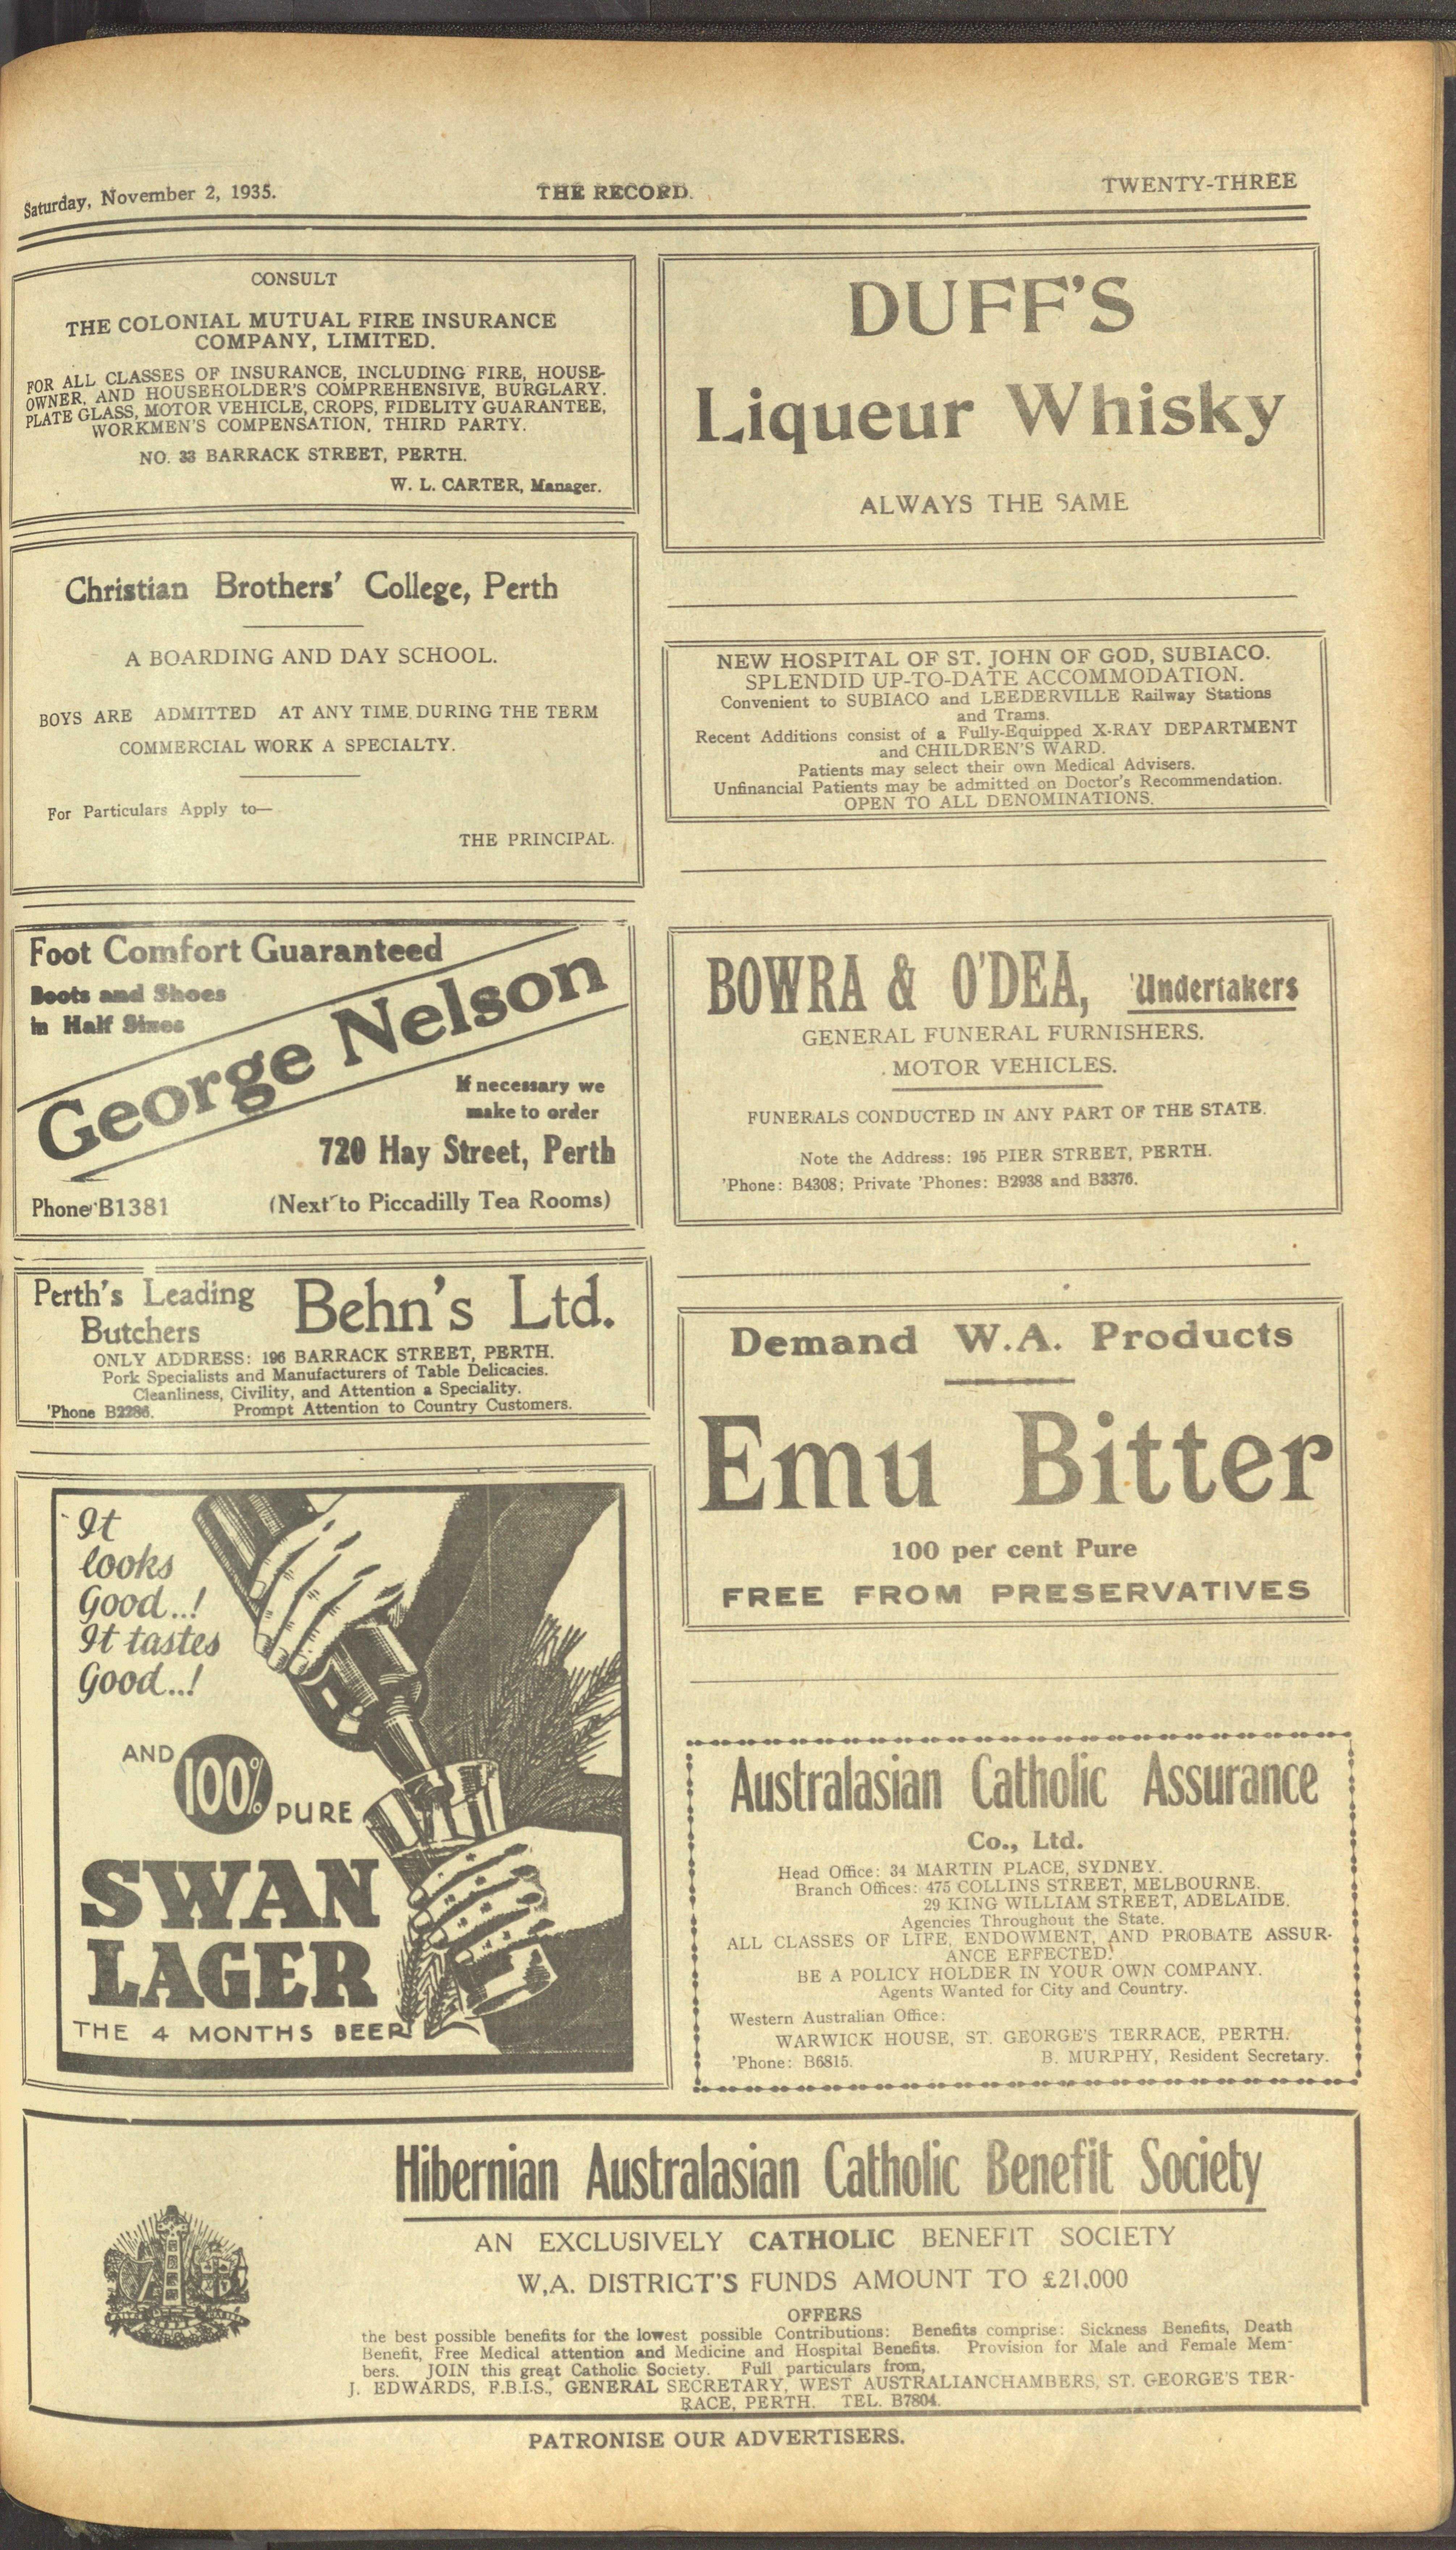 Saturday, November 2, 1935.
THE RECORD.
TWENTY-THREE
CONSULT
THE COLONIAL MUTUAL FIRE INSURANCE
COMPANY, LIMITED.
FOR ALL CLASSES OF INSURANCE, INCLUDING FIRE, HOUSE-
OWNER, AND HOUSEHOLDER'S COMPREHENSIVE, BURGLARY.
PLATE GLASS, MOTOR VEHICLE, CROPS, FIDELITY GUARANTEE,
WORKMEN'S COMPENSATION, THIRD PARTY.
NO. 33 BARRACK STREET, PERTH.
W. L. CARTER, Manager.
Christian Brothers' College, Perth
A BOARDING AND DAY SCHOOL.
BOYS ARE ADMITTED AT ANY TIME DURING THE TERM
COMMERCIAL WORK A SPECIALTY.
For Particulars Apply to—
THE PRINCIPAL.
Foot Comfort Guaranteed
Boots and Shoes
in Half Sizes
George Nelson
If necessary we
make to order
720 Hay Street, Perth
Phone B1381 (Next to Piccadilly Tea Rooms)
Perth's Leading
Butchers
Behn's Ltd.
ONLY ADDRESS: 196 BARRACK STREET, PERTH.
Pork Specialists and Manufacturers of Table Delicacies.
Cleanliness, Civility, and Attention a Speciality.
'Phone B2286. Prompt Attention to Country Customers.
It
looks
Good..!
It tastes
Good..!
AND 100% PURE
SWAN
LAGER
THE 4 MONTHS BEER
DUFF'S
Liqueur Whisky
ALWAYS THE SAME
NEW HOSPITAL OF ST. JOHN OF GOD, SUBIACO.
SPLENDID UP-TO-DATE ACCOMMODATION.
Convenient to SUBIACO and LEEDERVILLE Railway Stations
and Trams.
Recent Additions consist of a Fully-Equipped X-RAY DEPARTMENT
and CHILDREN'S WARD.
Patients may select their own Medical Advisers.
Unfinancial Patients may be admitted on Doctor's Recommendation.
OPEN TO ALL DENOMINATIONS.
BOWRA & O'DEA, Undertakers
GENERAL FUNERAL FURNISHERS.
MOTOR VEHICLES.
FUNERALS CONDUCTED IN ANY PART OF THE STATE.
Note the Address: 195 PIER STREET, PERTH.
'Phone: B4308; Private 'Phones: B2938 and B3376.
Demand W.A. Products
Emu Bitter
100 per cent Pure
FREE FROM PRESERVATIVES
Australasian Catholic Assurance
Co., Ltd.
Head Office: 34 MARTIN PLACE, SYDNEY.
Branch Offices: 475 COLLINS STREET, MELBOURNE.
29 KING WILLIAM STREET, ADELAIDE.
Agencies Throughout the State.
ALL CLASSES OF LIFE, ENDOWMENT, AND PROBATE ASSUR-
ANCE EFFECTED.
BE A POLICY HOLDER IN YOUR OWN COMPANY.
Agents Wanted for City and Country.
Western Australian Office:
WARWICK HOUSE, ST. GEORGE'S TERRACE, PERTH.
'Phone: B6815. B. MURPHY, Resident Secretary.
Hibernian Australasian Catholic Benefit Society
AN EXCLUSIVELY CATHOLIC BENEFIT SOCIETY
W,A. DISTRICT'S FUNDS AMOUNT TO £21,000
OFFERS
the best possible benefits for the lowest possible Contributions: Benefits comprise: Sickness Benefits, Death
Benefit, Free Medical attention and Medicine and Hospital Benefits. Provision for Male and Female Mem-
bers. JOIN this great Catholic Society. Full particulars from,
J. EDWARDS, F.B.I.S., GENERAL SECRETARY, WEST AUSTRALIANCHAMBERS, ST. GEORGE'S TER-
RACE, PERTH. TEL. B7804.
PATRONISE OUR ADVERTISERS.